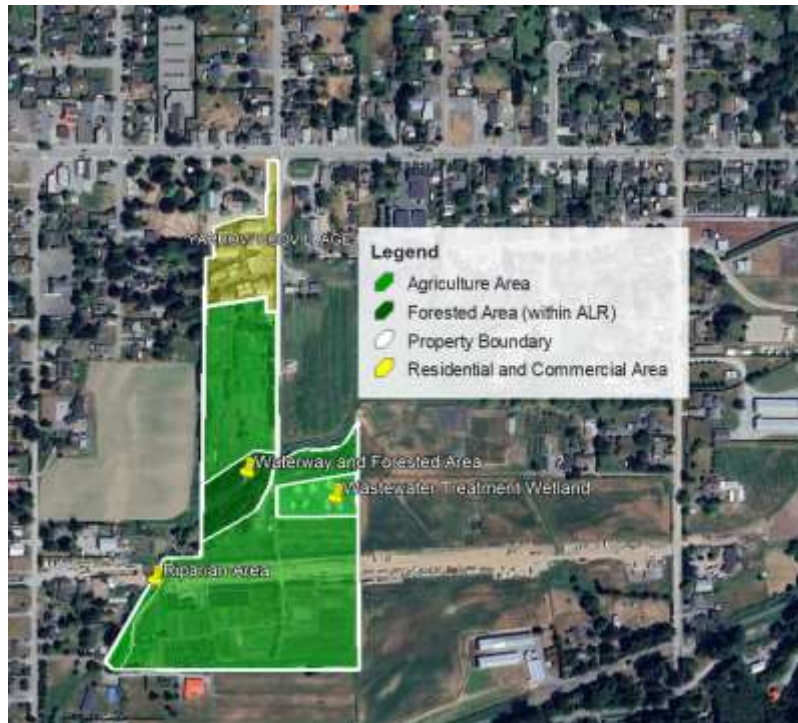 Legend
Agriculture Area
Forested Area (within ALR)
Property Boundary
Residential and Commercial Area
Waterway and Forested Area
Wastewater Treatment Wetland
Riparian Area